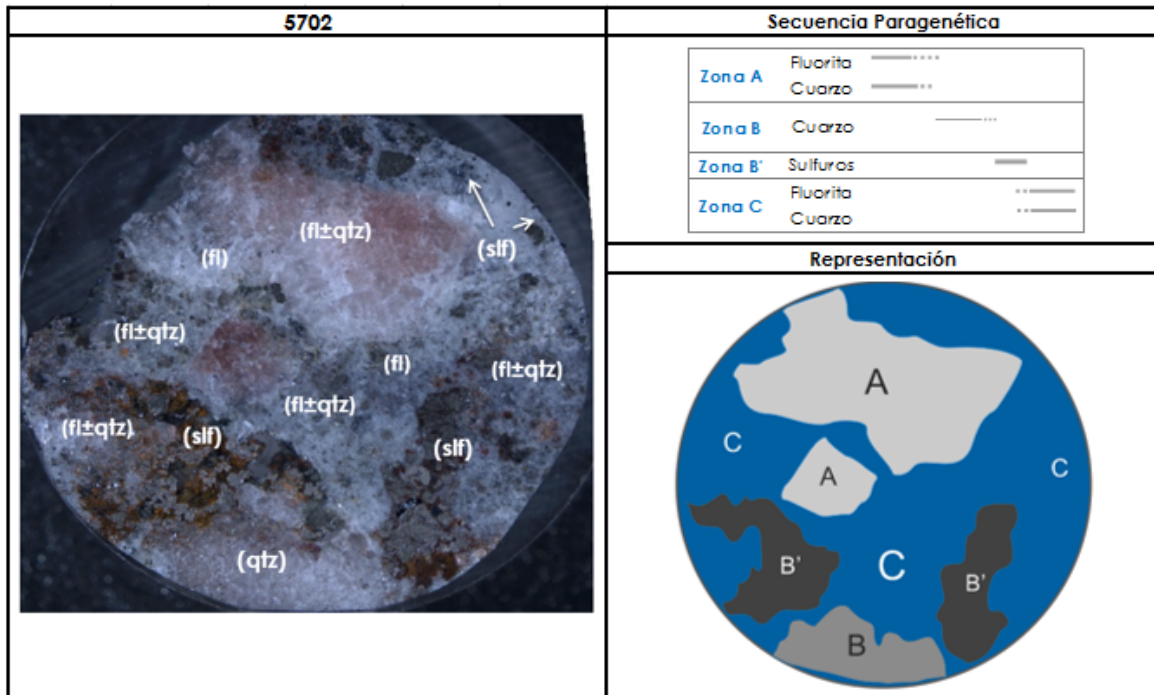 5702
(fl±qtz)
(slf)
(fl)
(fl±qtz)
(fl)
(fl±qtz)
(fl±qtz)
(fl±qtz)
(slf)
(slf)
(qtz)
Secuencia Paragenética
Zona A Fluorita
Cuarzo
Zona B Cuarzo
Zona B' Sulfuros
Zona C Fluorita
Cuarzo
Representación
A
C
C
A
B'
C
B'
B